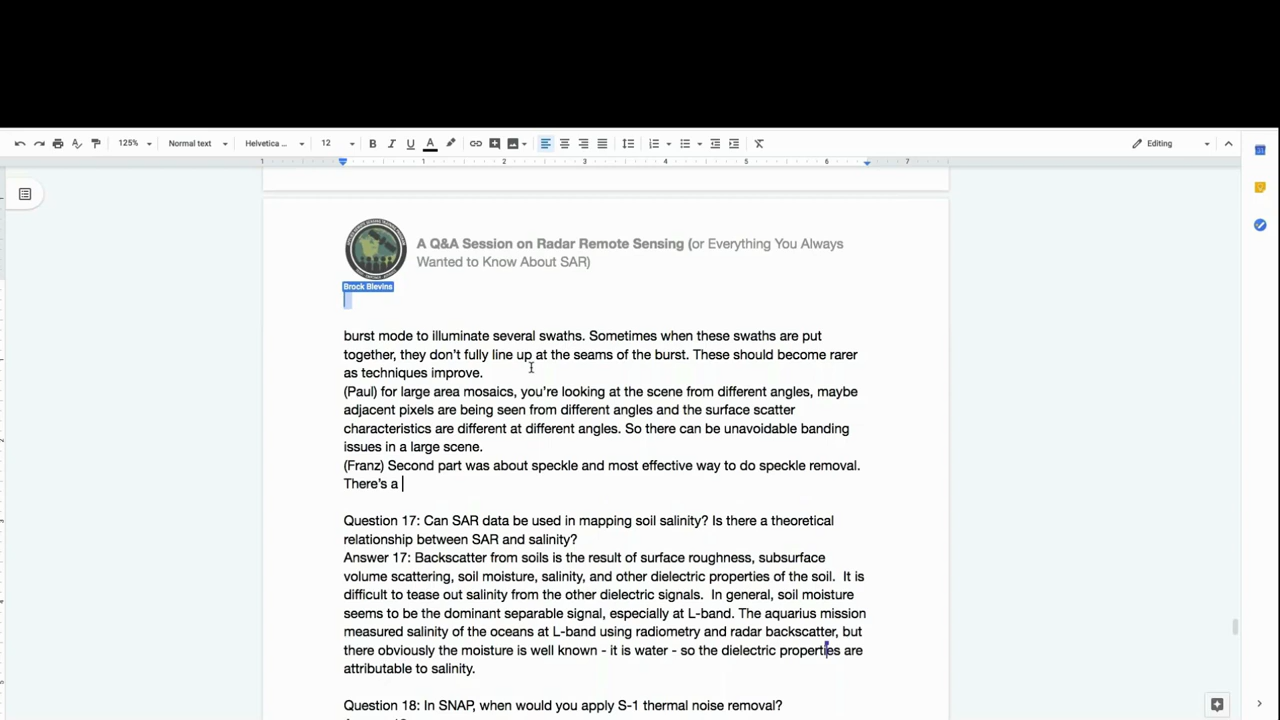 125% Normal text Helvetica ... 12 Editing
1 1 2 3 4 5 6 7
A Q&A Session on Radar Remote Sensing (or Everything You Always
Wanted to Know About SAR)
Brock Blevins
burst mode to illuminate several swaths. Sometimes when these swaths are put
together, they don't fully line up at the seams of the burst. These should become rarer
as techniques improve.
(Paul) for large area mosaics, you're looking at the scene from different angles, maybe
adjacent pixels are being seen from different angles and the surface scatter
characteristics are different at different angles. So there can be unavoidable banding
issues in a large scene.
(Franz) Second part was about speckle and most effective way to do speckle removal.
There's a
Question 17: Can SAR data be used in mapping soil salinity? Is there a theoretical
relationship between SAR and salinity?
Answer 17: Backscatter from soils is the result of surface roughness, subsurface
volume scattering, soil moisture, salinity, and other dielectric properties of the soil.  It is
difficult to tease out salinity from the other dielectric signals.  In general, soil moisture
seems to be the dominant separable signal, especially at L-band. The aquarius mission
measured salinity of the oceans at L-band using radiometry and radar backscatter, but
there obviously the moisture is well known - it is water - so the dielectric properties are
attributable to salinity.
Question 18: In SNAP, when would you apply S-1 thermal noise removal?